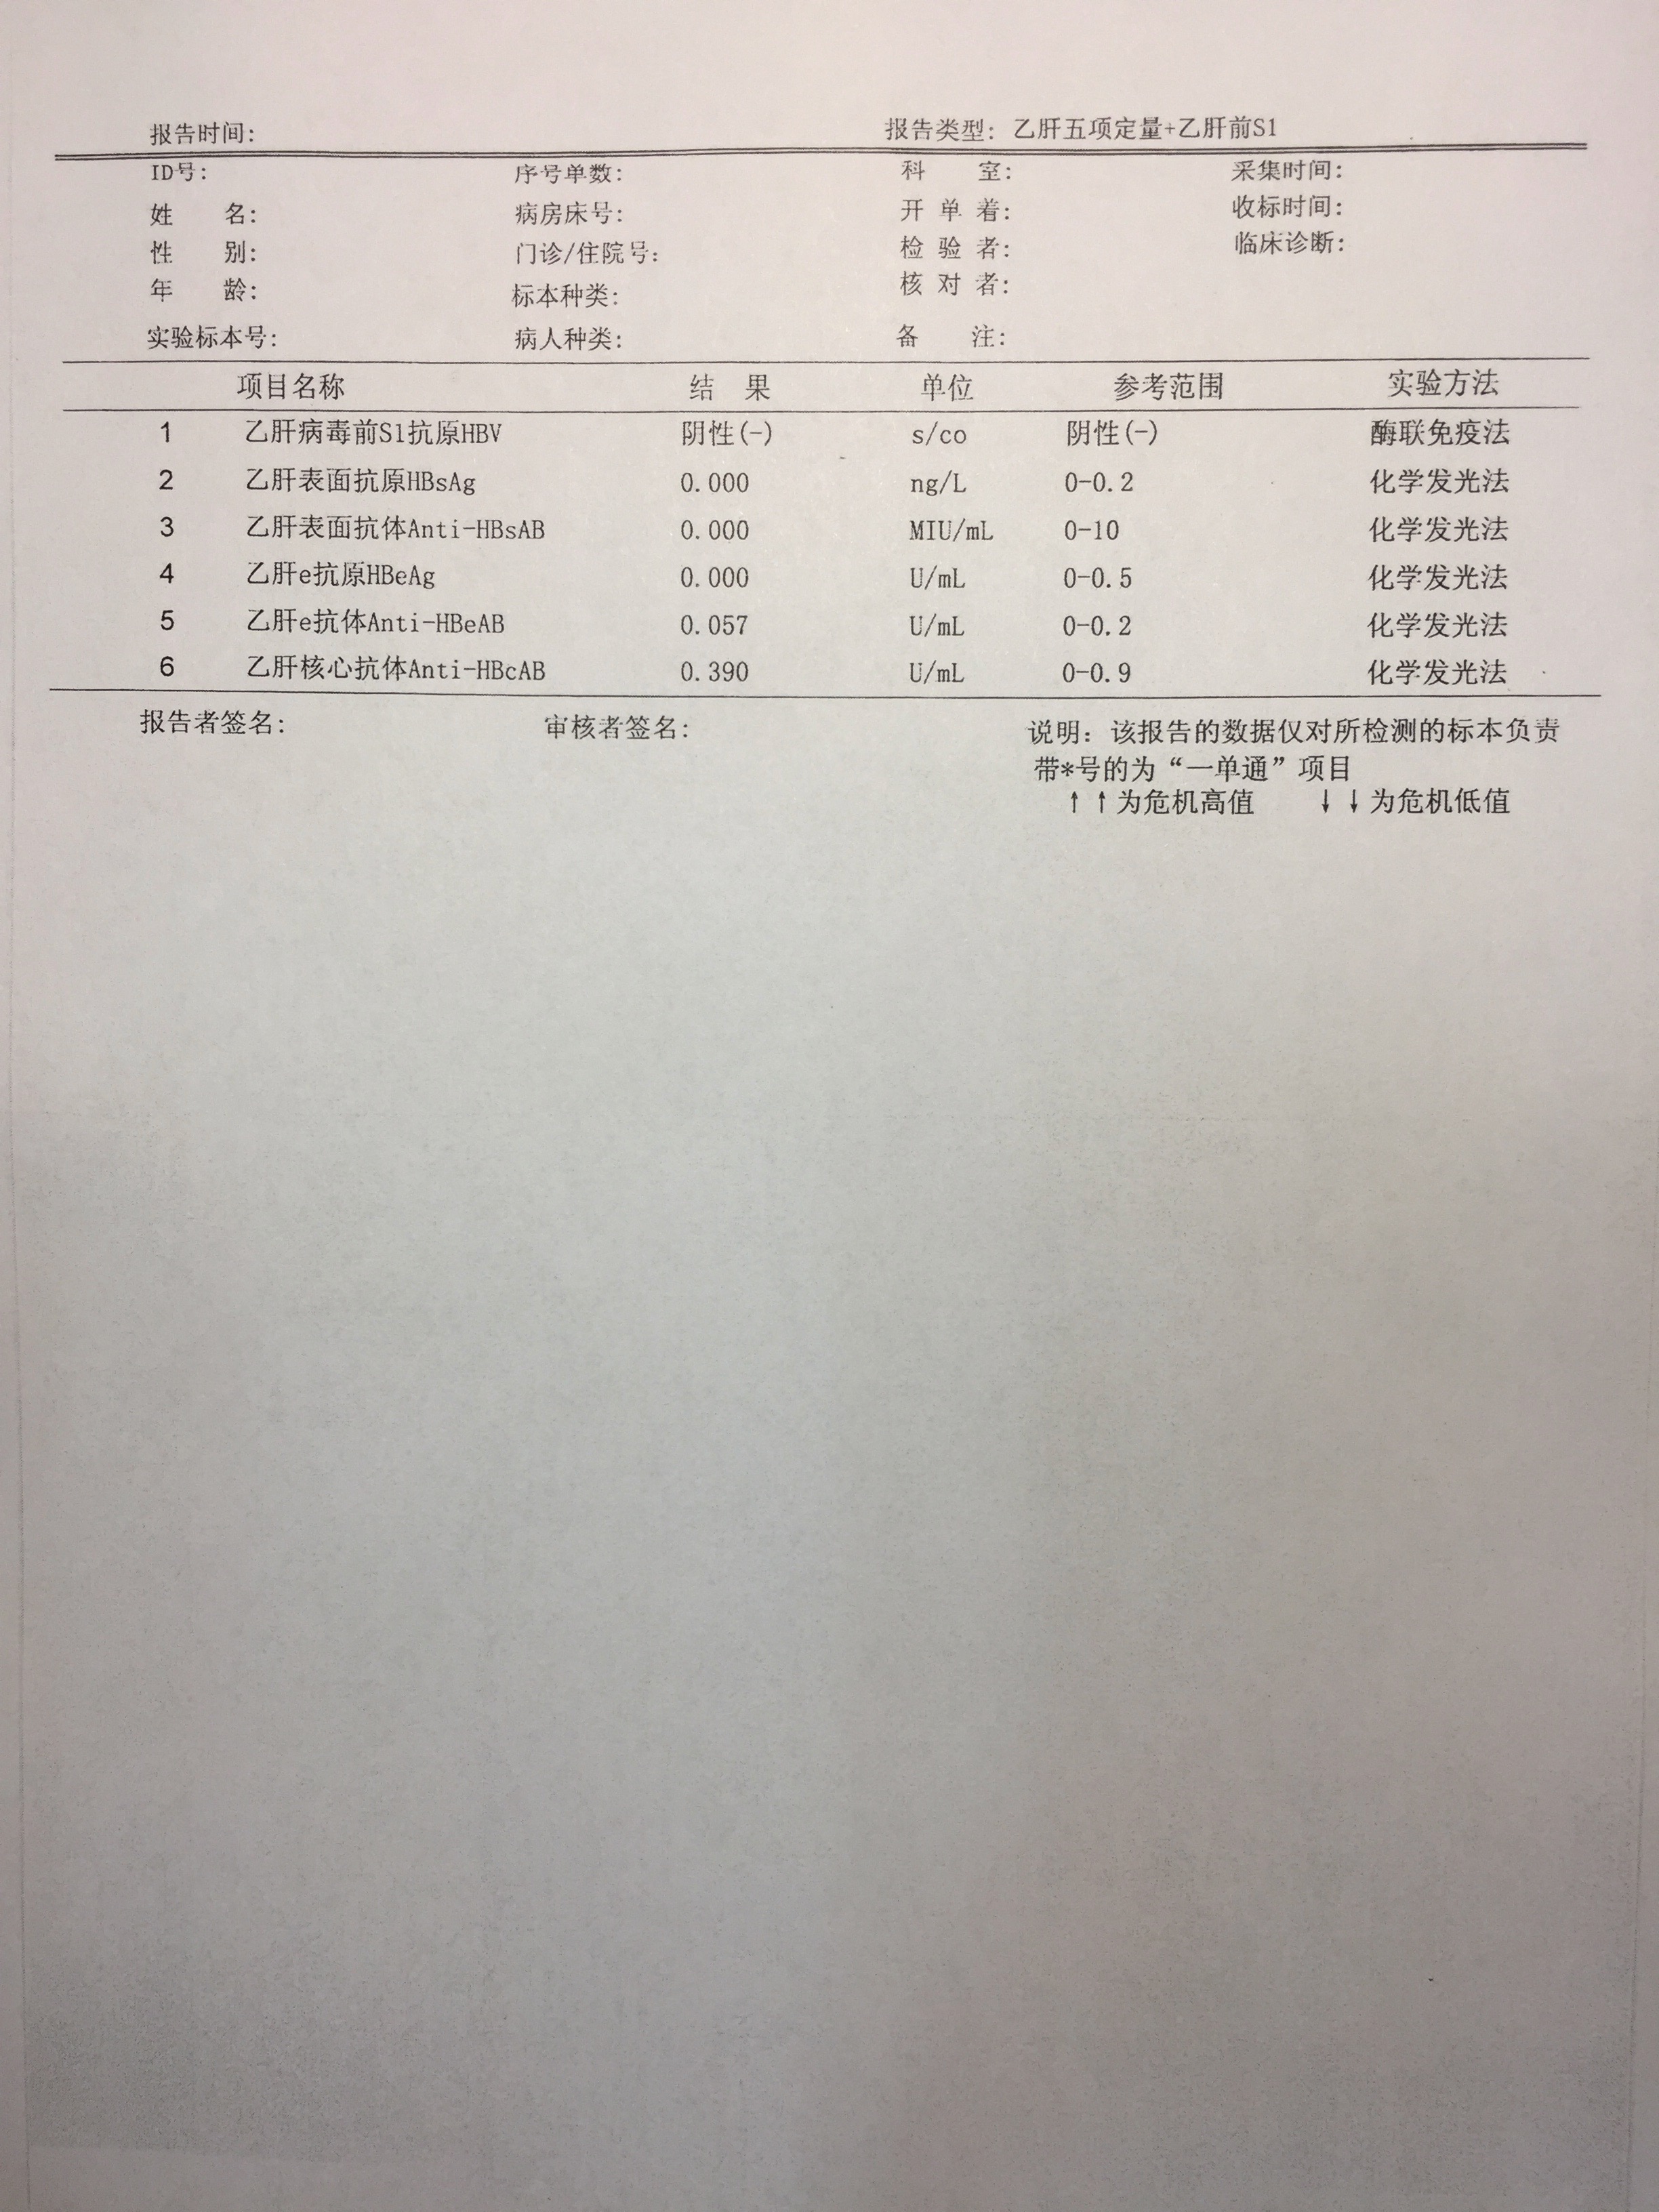 报告时间: 报告类型: 乙肝五项定量+乙肝前S1
ID号: 序号单数: 科 室: 采集时间:
姓 名: 病房床号: 开 单 着: 收标时间:
性 别: 门诊/住院号: 检 验 者: 临床诊断:
年 龄: 标本种类: 核 对 者:
实验标本号: 病人种类: 备 注:
项目名称 结 果 单位 参考范围 实验方法
1 乙肝病毒前S1抗原HBV 阴性(-) s/co 阴性(-) 酶联免疫法
2 乙肝表面抗原HBsAg 0.000 ng/L 0-0.2 化学发光法
3 乙肝表面抗体Anti-HBsAB 0.000 MIU/mL 0-10 化学发光法
4 乙肝e抗原HBeAg 0.000 U/mL 0-0.5 化学发光法
5 乙肝e抗体Anti-HBeAB 0.057 U/mL 0-0.2 化学发光法
6 乙肝核心抗体Anti-HBcAB 0.390 U/mL 0-0.9 化学发光法
报告者签名: 审核者签名: 说明: 该报告的数据仅对所检测的标本负责
带*号的为“一单通”项目
↑↑为危机高值 ↓↓为危机低值